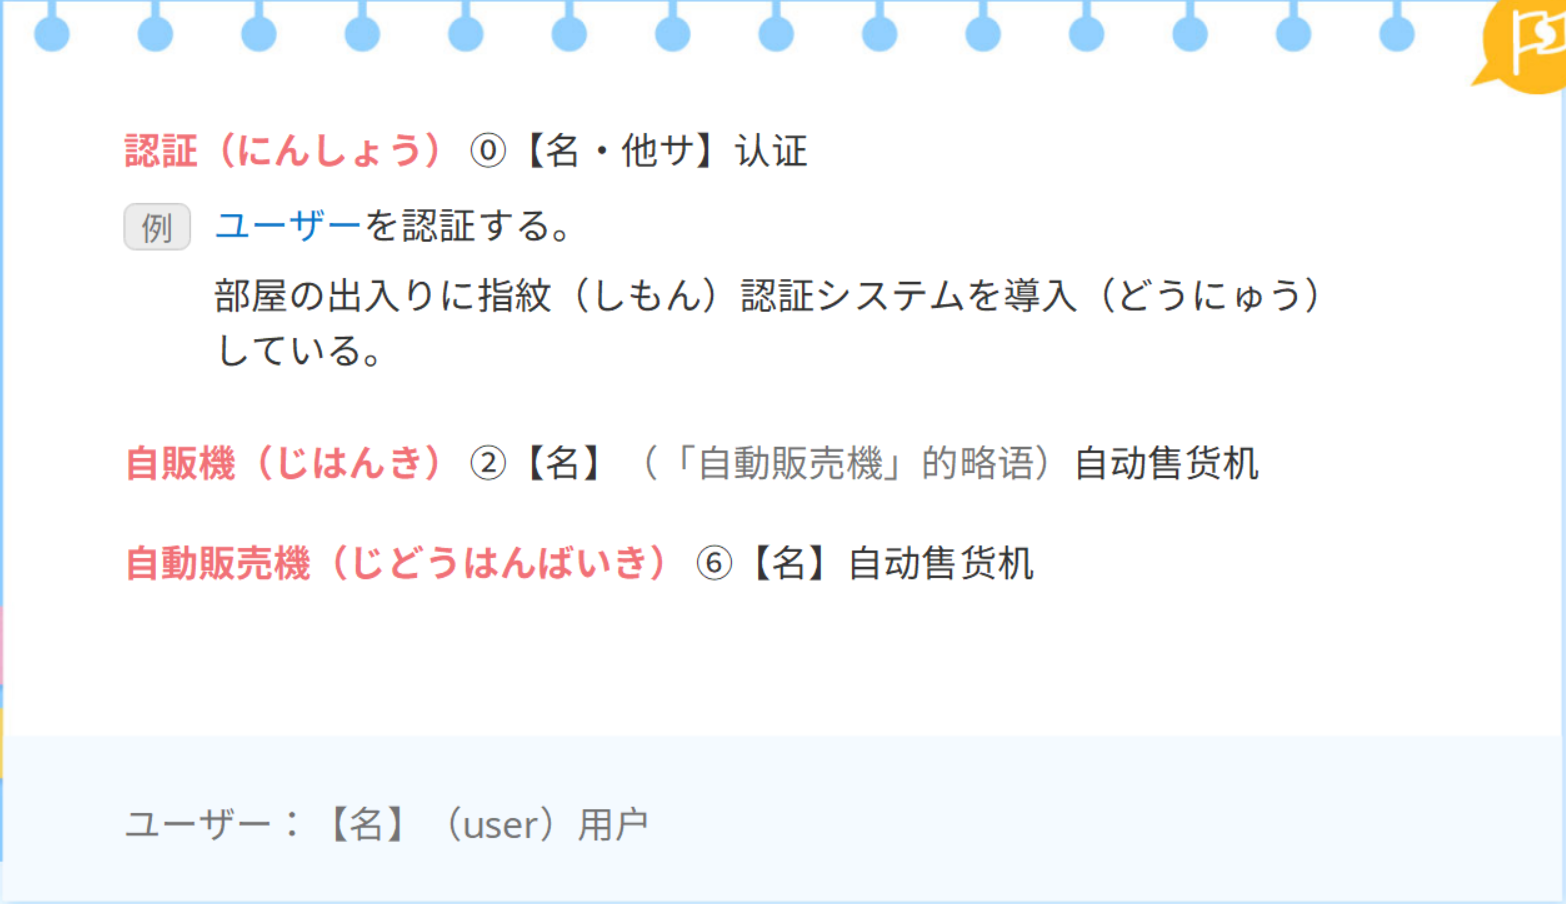 認証（にんしょう）⓪【名・他サ】认证
例 ユーザーを認証する。
部屋の出入りに指紋（しもん）認証システムを導入（どうにゅう）
している。
自販機（じはんき）②【名】（「自動販売機」的略语）自动售货机
自動販売機（じどうはんばいき）⑥【名】自动售货机
ユーザー：【名】（user）用户